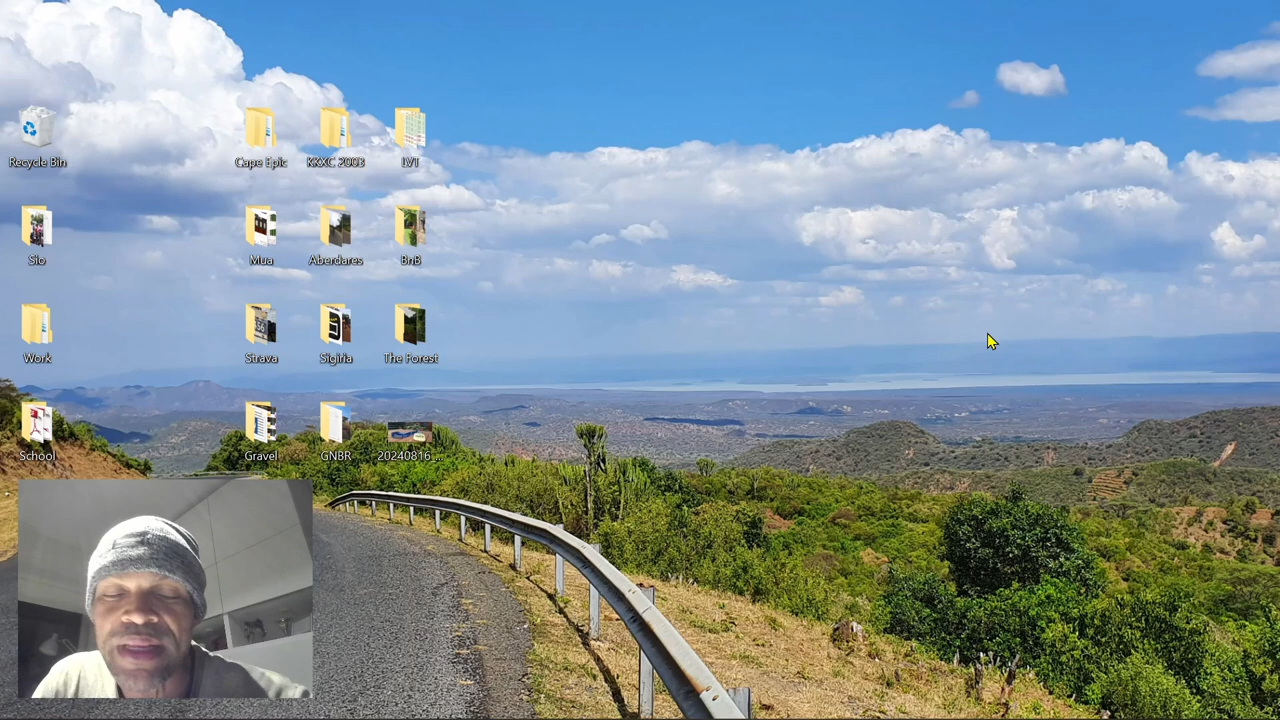 Recycle Bin
Cape Epic
KKXC 2003
LVT
Sio
Mua
Aberdares
BnB
Work
Strava
Sigiria
The Forest
School
Gravel
GNBR
20240816 ...